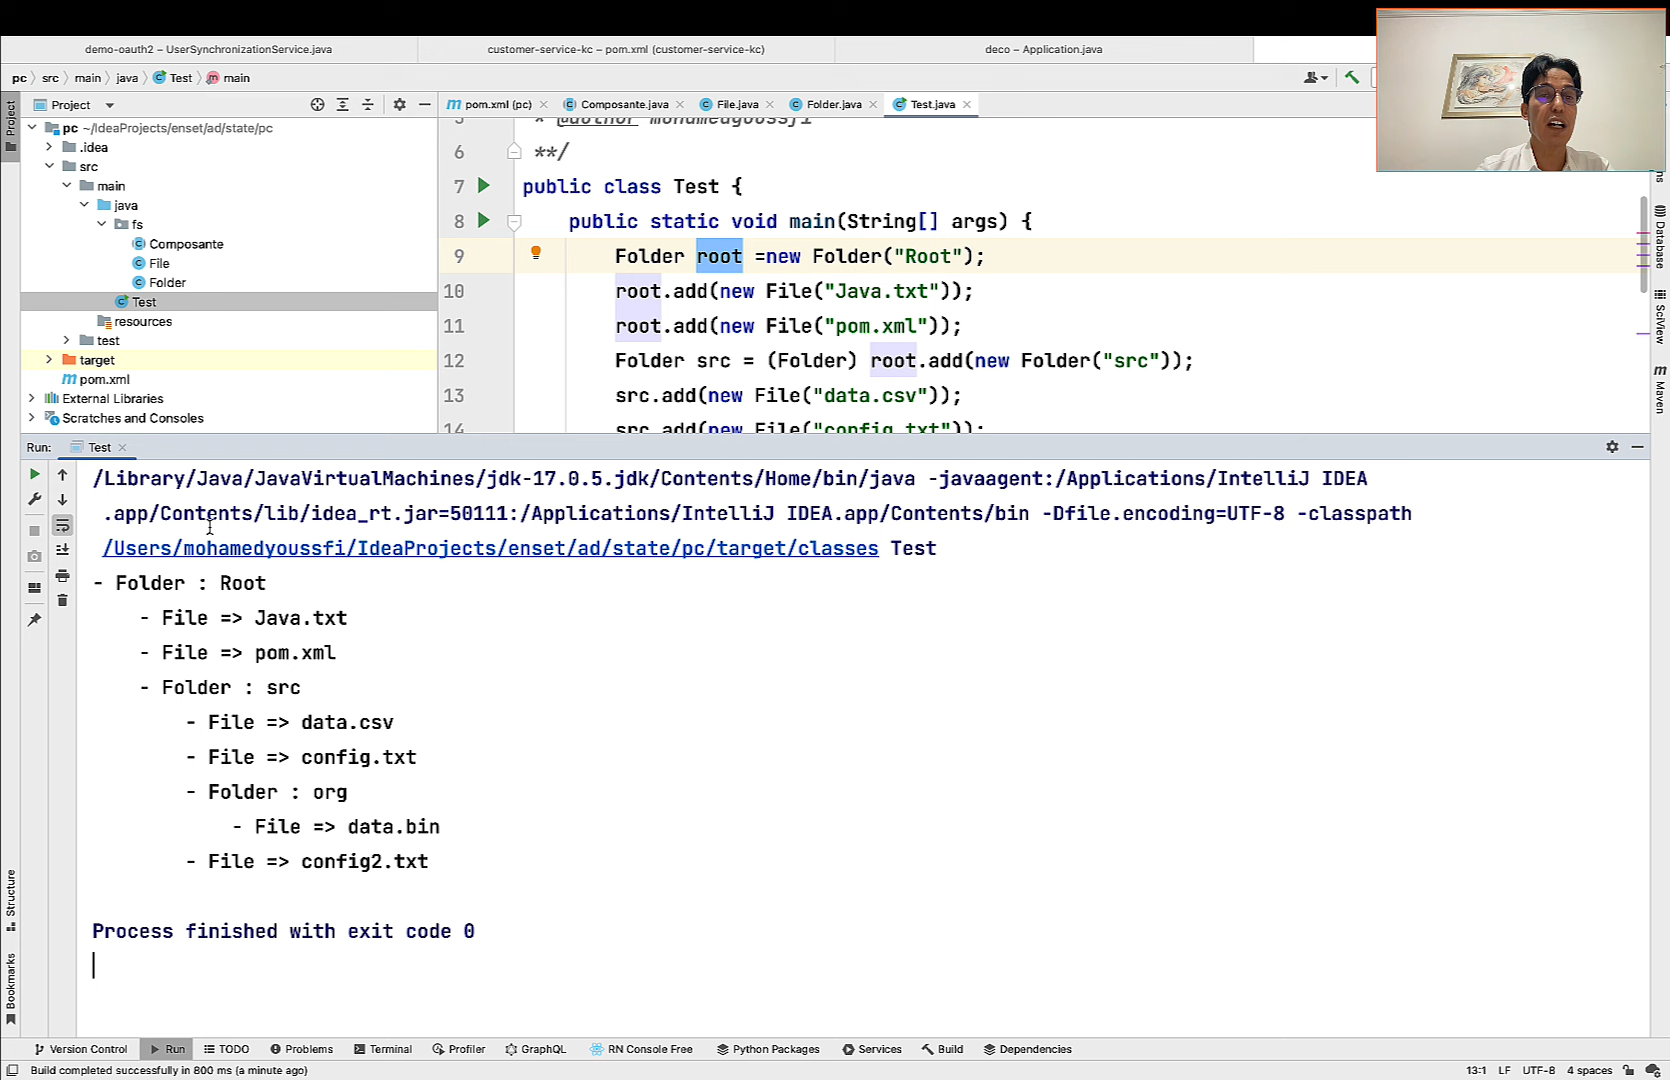 demo-oauth2 – UserSynchronizationService.java
customer-service-kc – pom.xml (customer-service-kc)
deco – Application.java
pc
src
main
java
Test
main
Project
pom.xml (pc)
Composante.java
File.java
Folder.java
Test.java
Project
pc ~/IdeaProjects/enset/ad/state/pc
.idea
src
main
java
fs
Composante
File
Folder
Test
resources
test
target
pom.xml
External Libraries
Scratches and Consoles
* @author mohamedyoussfi
6 **/
7 public class Test {
8 public static void main(String[] args) {
9 Folder root =new Folder("Root");
10 root.add(new File("Java.txt"));
11 root.add(new File("pom.xml"));
12 Folder src = (Folder) root.add(new Folder("src"));
13 src.add(new File("data.csv"));
14 src.add(new File("config.txt"));
Database
SciView
Maven
Run: Test
/Library/Java/JavaVirtualMachines/jdk-17.0.5.jdk/Contents/Home/bin/java -javaagent:/Applications/IntelliJ IDEA
.app/Contents/lib/idea_rt.jar=50111:/Applications/IntelliJ IDEA.app/Contents/bin -Dfile.encoding=UTF-8 -classpath
/Users/mohamedyoussfi/IdeaProjects/enset/ad/state/pc/target/classes Test
- Folder : Root
- File => Java.txt
- File => pom.xml
- Folder : src
- File => data.csv
- File => config.txt
- Folder : org
- File => data.bin
- File => config2.txt
Process finished with exit code 0
Structure
Bookmarks
Version Control
Run
TODO
Problems
Terminal
Profiler
GraphQL
RN Console Free
Python Packages
Services
Build
Dependencies
Build completed successfully in 800 ms (a minute ago)
13:1 LF UTF-8 4 spaces